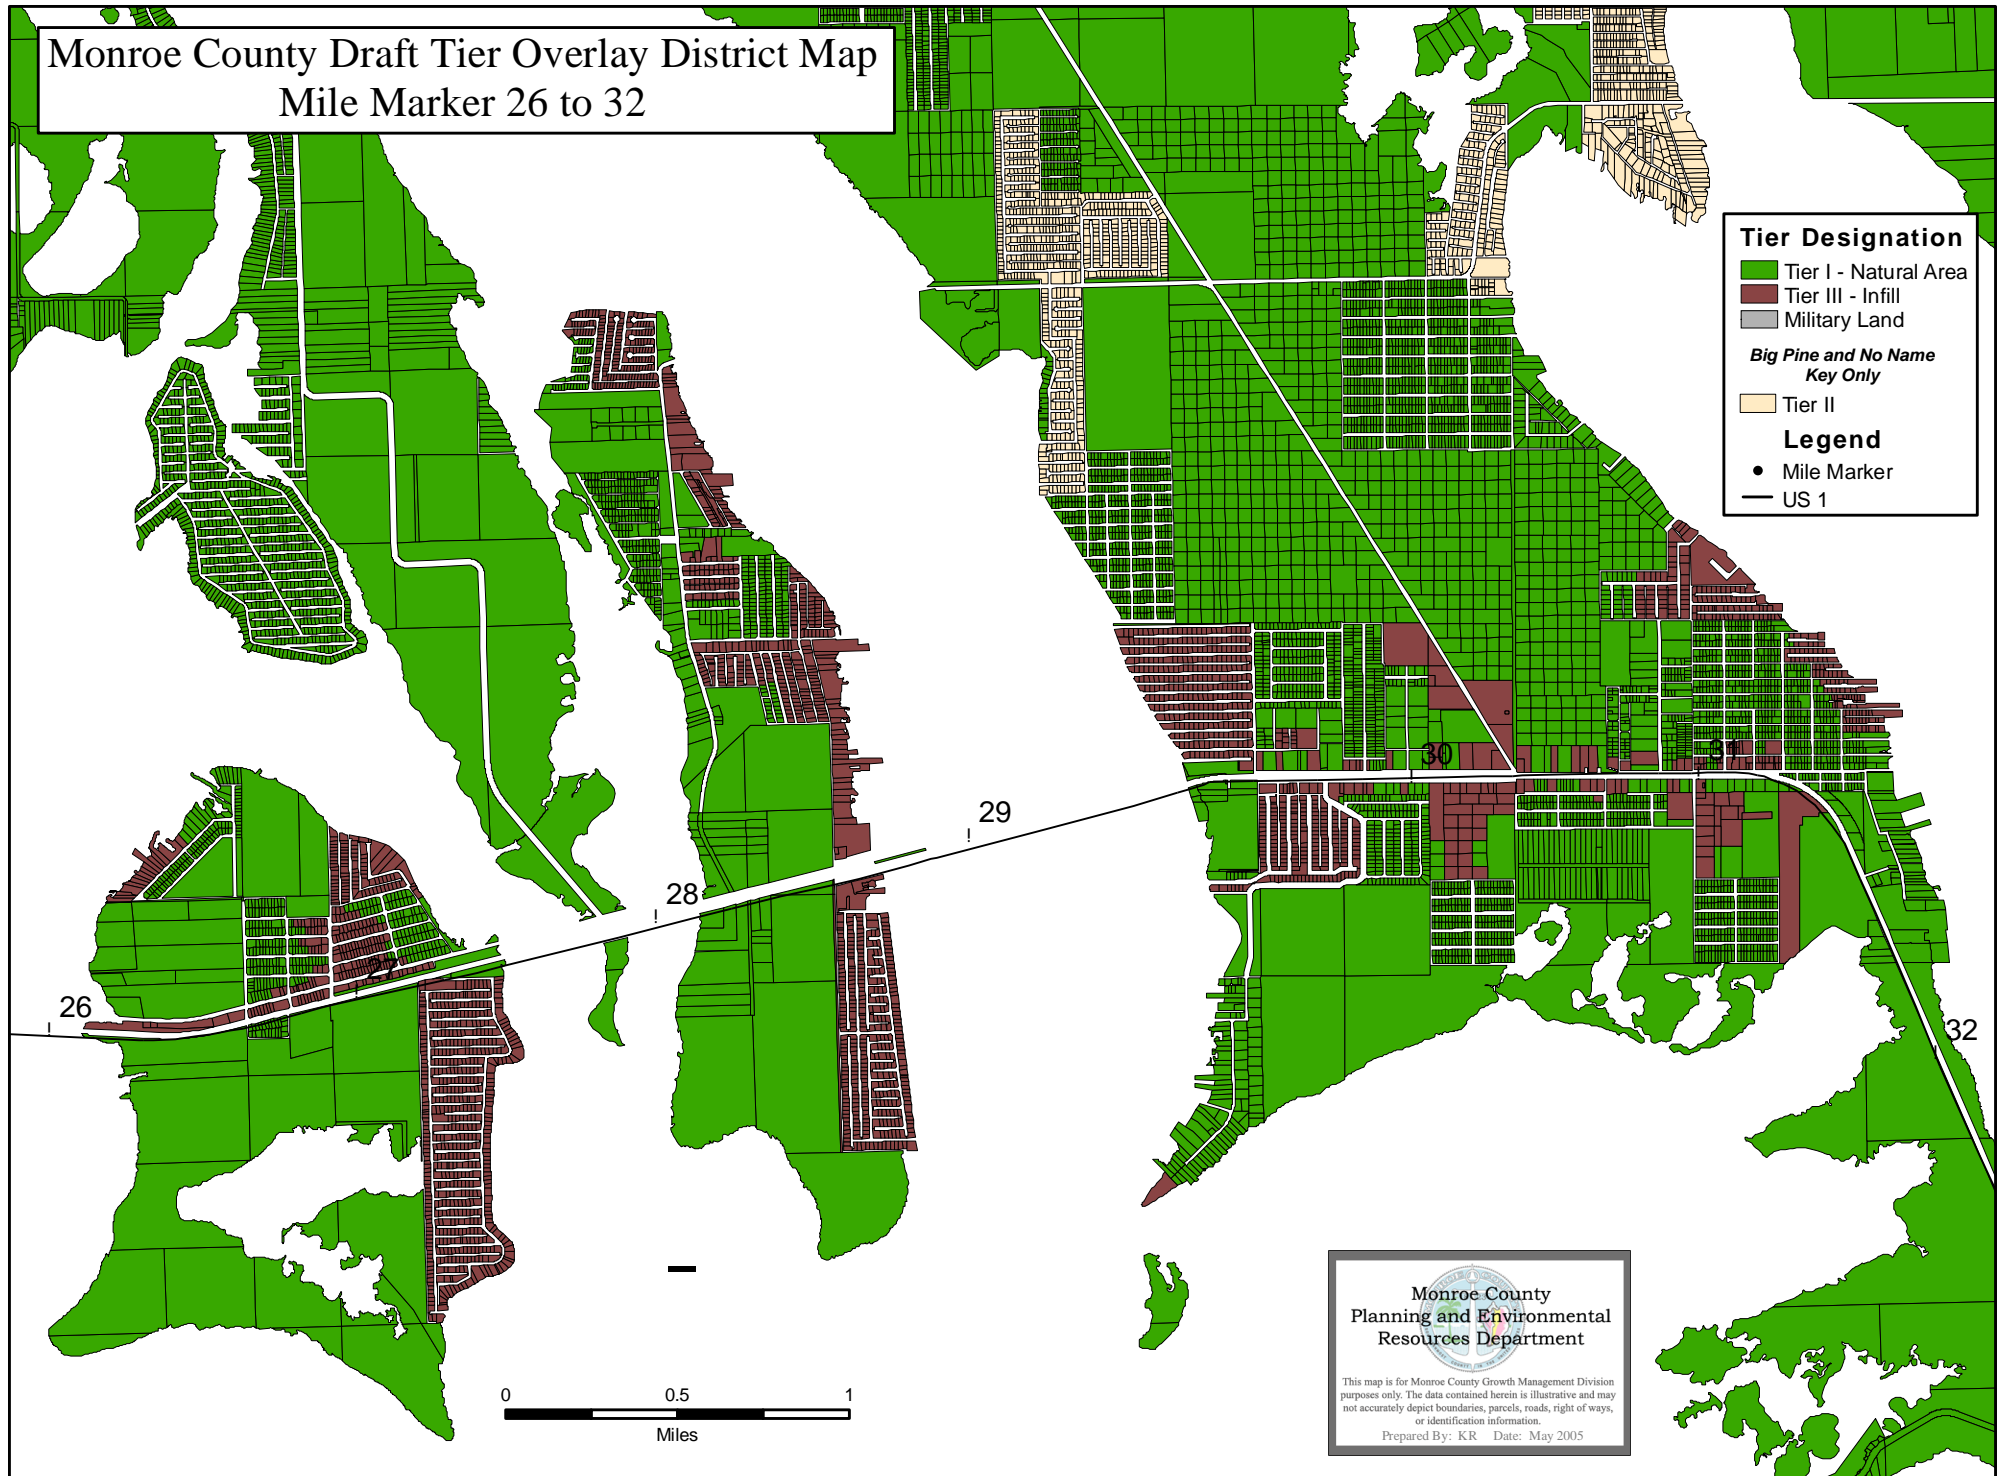 Monroe County Draft Tier Overlay District Map
Mile Marker 26 to 32
Tier Designation
Tier I - Natural Area
Tier III - Infill
Military Land
Big Pine and No Name
Key Only
Tier II
Legend
Mile Marker
US 1
30
31
29
28
27
26
32
Monroe County
Planning and Environmental
Resources Department
This map is for Monroe County Growth Management Division
purposes only. The data contained herein is illustrative and may
not accurately depict boundaries, parcels, roads, right of ways,
or identification information.
Prepared By: KR Date: May 2005
0 0.5 1
Miles